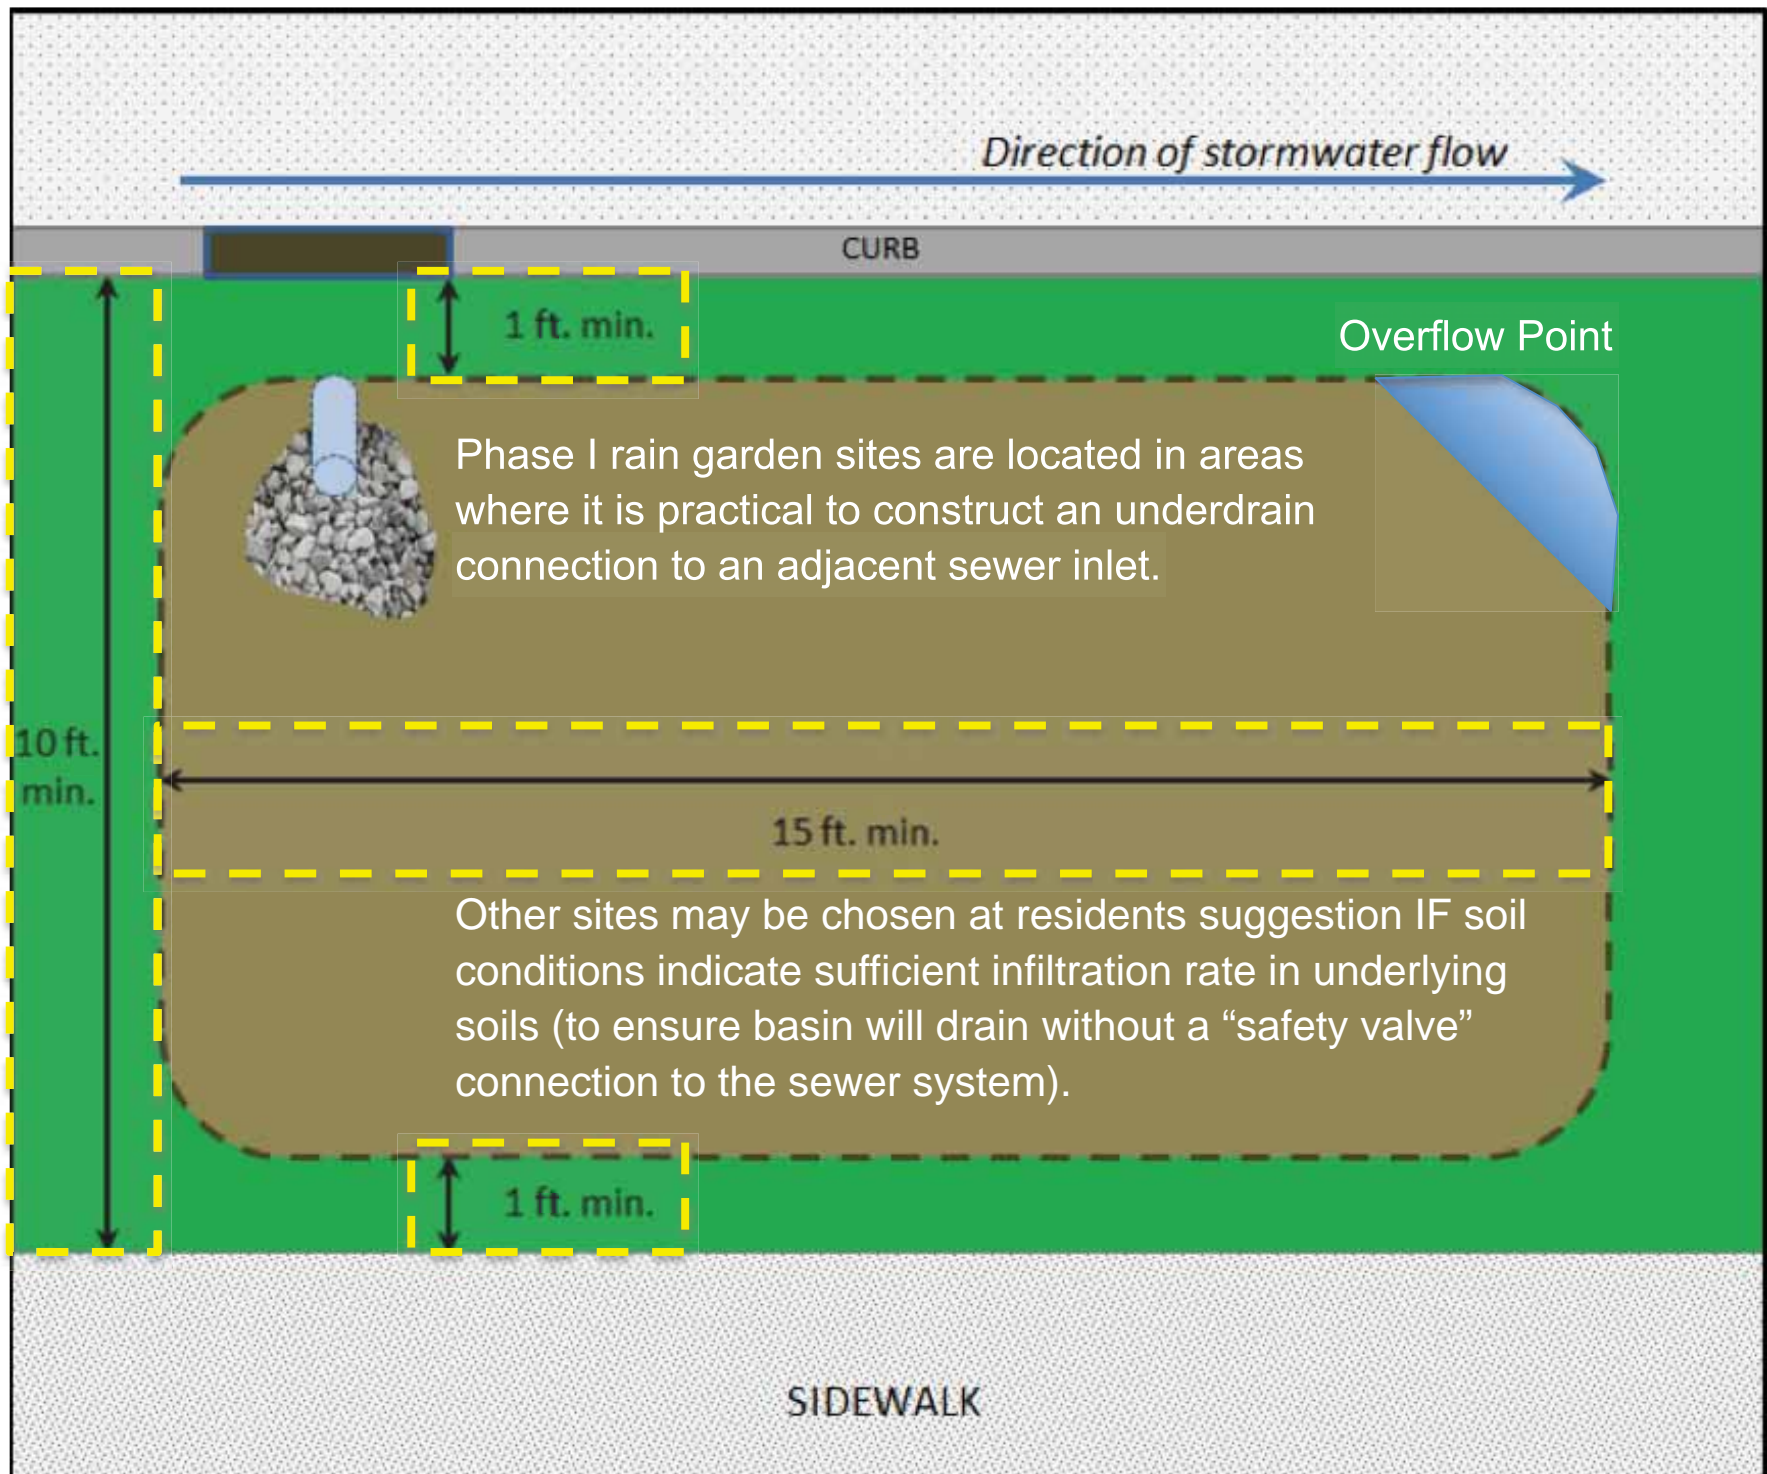 Direction of stormwater flow
CURB
1 ft. min.
Overflow Point
Phase I rain garden sites are located in areas
where it is practical to construct an underdrain
connection to an adjacent sewer inlet.
10 ft.
min.
15 ft. min.
Other sites may be chosen at residents suggestion IF soil
conditions indicate sufficient infiltration rate in underlying
soils (to ensure basin will drain without a “safety valve”
connection to the sewer system).
1 ft. min.
SIDEWALK